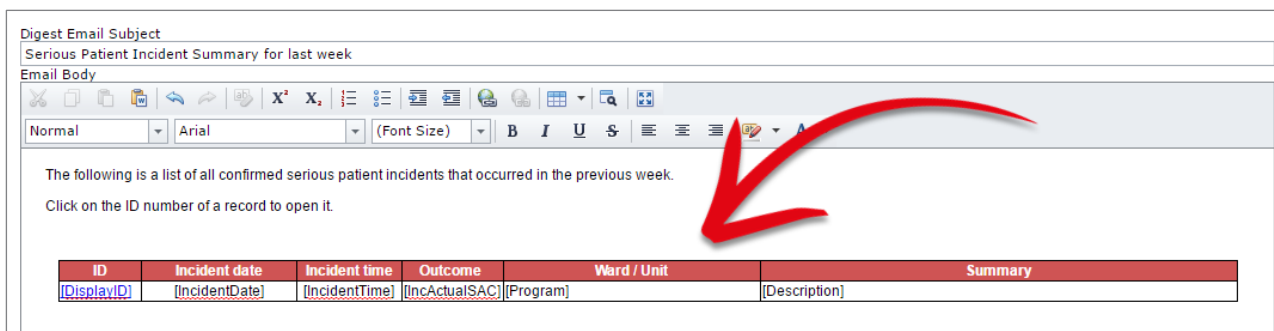 Digest Email Subject
Serious Patient Incident Summary for last week
Email Body
X² X₂
Normal Arial (Font Size) B I U S A
The following is a list of all confirmed serious patient incidents that occurred in the previous week.
Click on the ID number of a record to open it.
ID Incident date Incident time Outcome Ward / Unit Summary
[DisplayID] [IncidentDate] [IncidentTime] [IncActualSAC] [Program] [Description]